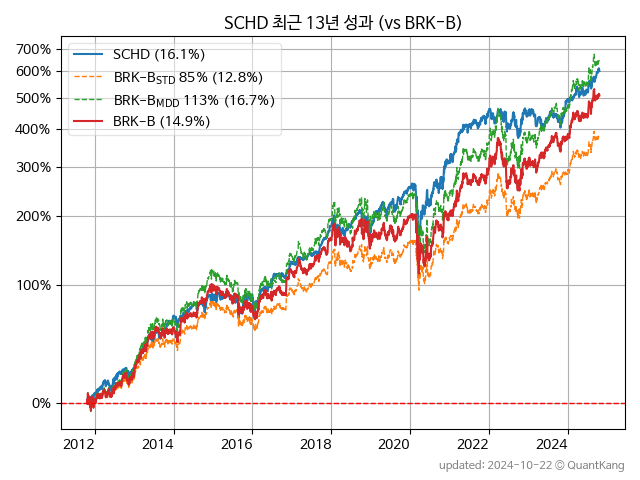 SCHD 최근 13년 성과 (vs BRK-B)
700%
600%
500%
400%
300%
200%
100%
0%
SCHD (16.1%)
BRK-BSTD 85% (12.8%)
BRK-BMDD 113% (16.7%)
BRK-B (14.9%)
2012 2014 2016 2018 2020 2022 2024
updated: 2024-10-22 © QuantKang